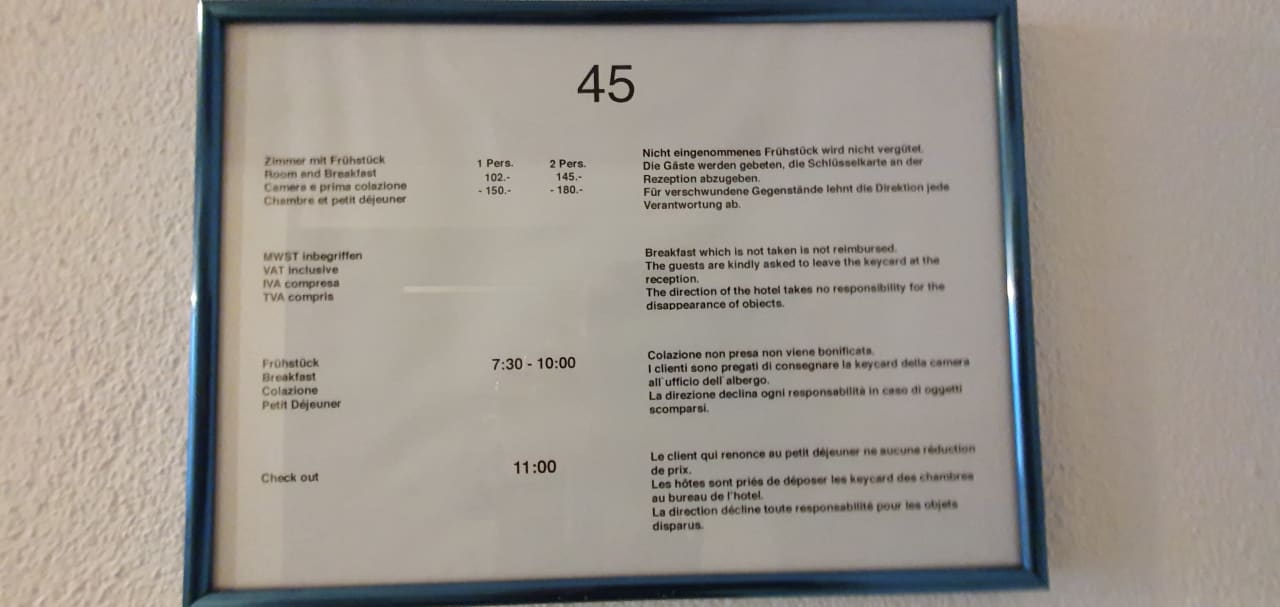 45
Zimmer mit Frühstück
Room and Breakfast
Camera e prima colazione
Chambre et petit déjeuner
1 Pers. 2 Pers.
102.- 145.-
- 150.- - 180.-
Nicht eingenommenes Frühstück wird nicht vergütet.
Die Gäste werden gebeten, die Schlüsselkarte an der
Rezeption abzugeben.
Für verschwundene Gegenstände lehnt die Direktion jede
Verantwortung ab.
MWST inbegriffen
VAT inclusive
IVA compresa
TVA compris
Breakfast which is not taken is not reimbursed.
The guests are kindly asked to leave the keycard at the
reception.
The direction of the hotel takes no responsibility for the
disappearance of objects.
Frühstück
Breakfast
Colazione
Petit Déjeuner
7:30 - 10:00
Colazione non presa non viene bonificata.
I clienti sono pregati di consegnare la keycard della camera
all`ufficio dell`albergo.
La direzione declina ogni responsabilità in caso di oggetti
scomparsi.
Check out
11:00
Le client qui renonce au petit déjeuner ne aucune réduction
de prix.
Les hôtes sont priés de déposer les keycard des chambres
au bureau de l`hotel.
La direction décline toute responsabilité pour les objets
disparus.